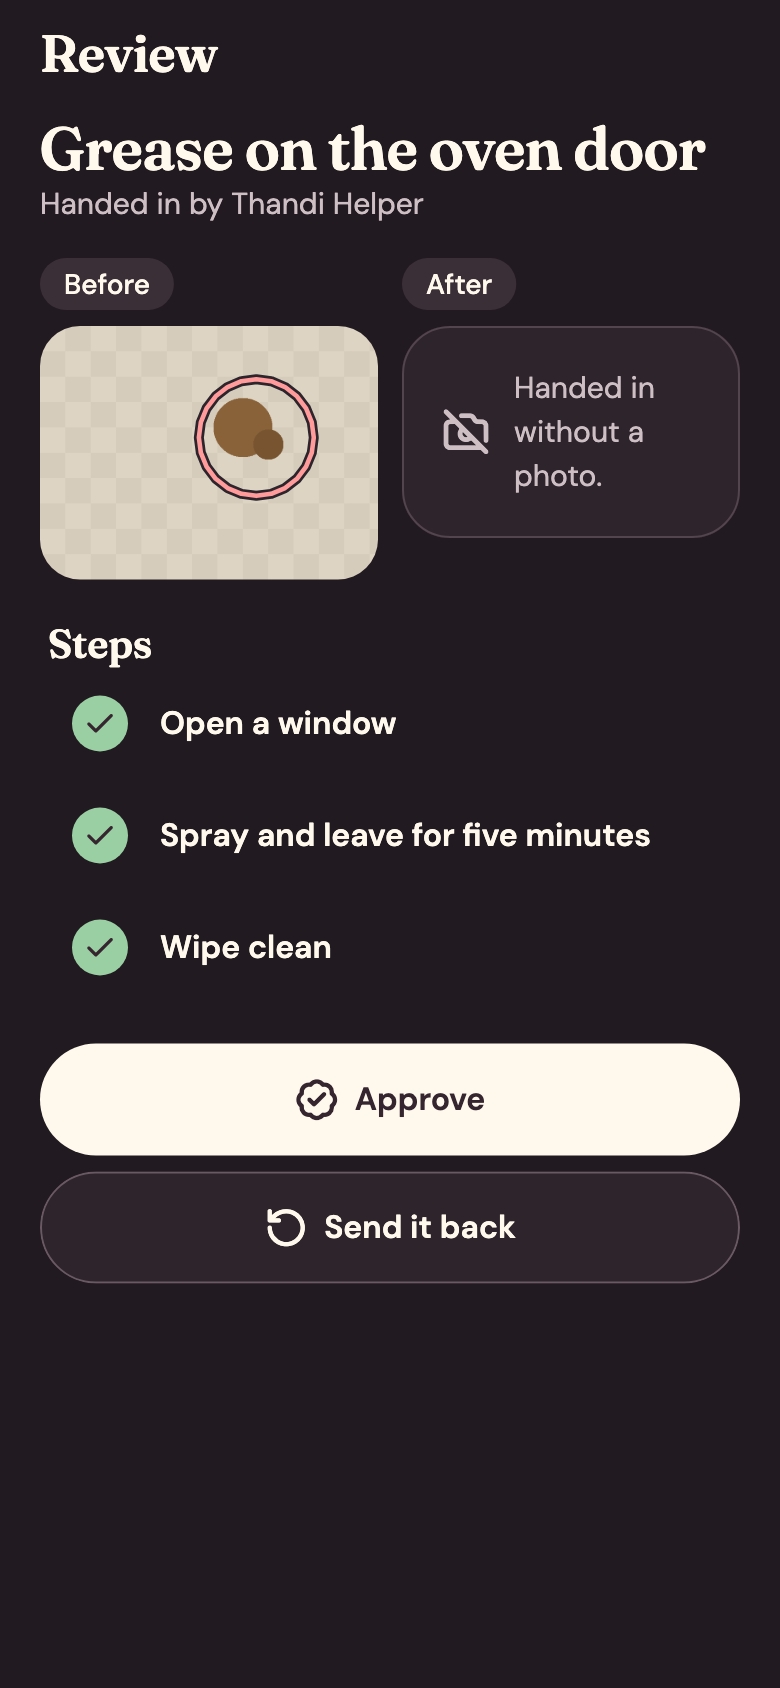 Review
Grease on the oven door
Handed in by Thandi Helper
Before
After
Handed in
without a
photo.
Steps
Open a window
Spray and leave for five minutes
Wipe clean
Approve
Send it back